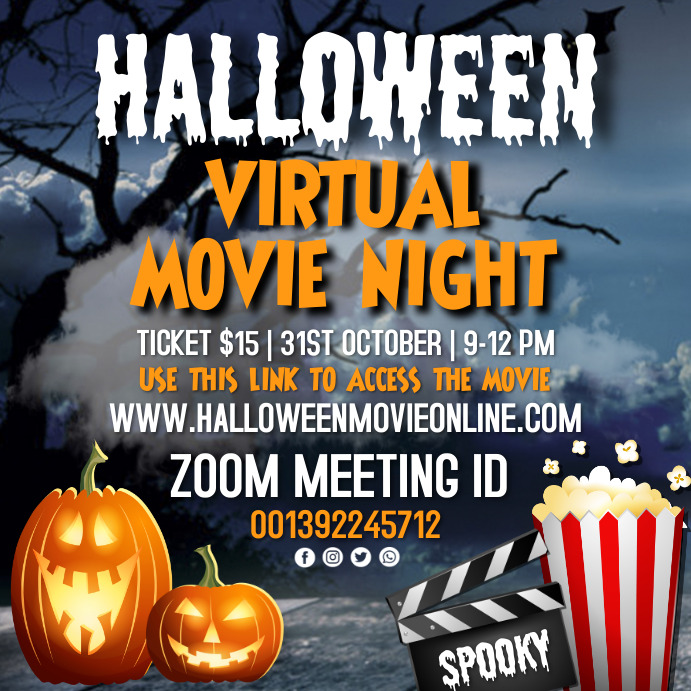 HALLOWEEN
VIRTUAL
MOVIE NIGHT
TICKET $15 | 31ST OCTOBER | 9-12 PM
USE THIS LINK TO ACCESS THE MOVIE
WWW.HALLOWEENMOVIEONLINE.COM
ZOOM MEETING ID
001392245712
SPOOKY